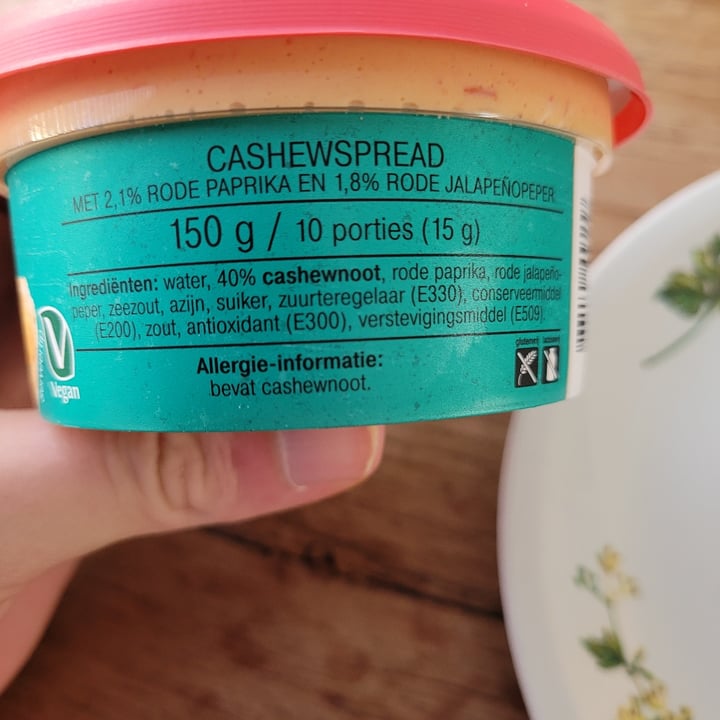 CASHEWSPREAD
MET 2,1% RODE PAPRIKA EN 1,8% RODE JALAPEÑOPEPER
150 g / 10 porties (15 g)
Ingrediënten: water, 40% cashewnoot, rode paprika, rode jalapeño-
peper, zeezout, azijn, suiker, zuurteregelaar (E330), conserveermiddel
(E200), zout, antioxidant (E300), verstevigingsmiddel (E509).
Allergie-informatie:
bevat cashewnoot.
glutenvrij lactosevrij
V
Vegan